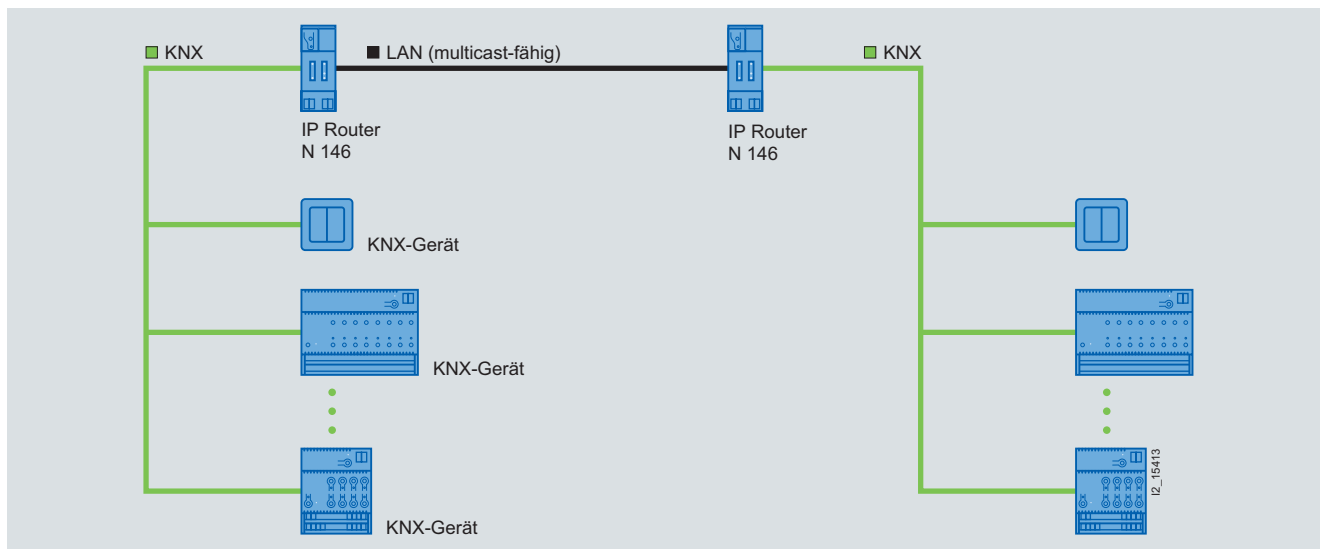 KNX
LAN (multicast-fähig)
KNX
IP Router
N 146
IP Router
N 146
KNX-Gerät
KNX-Gerät
KNX-Gerät
I2_15413